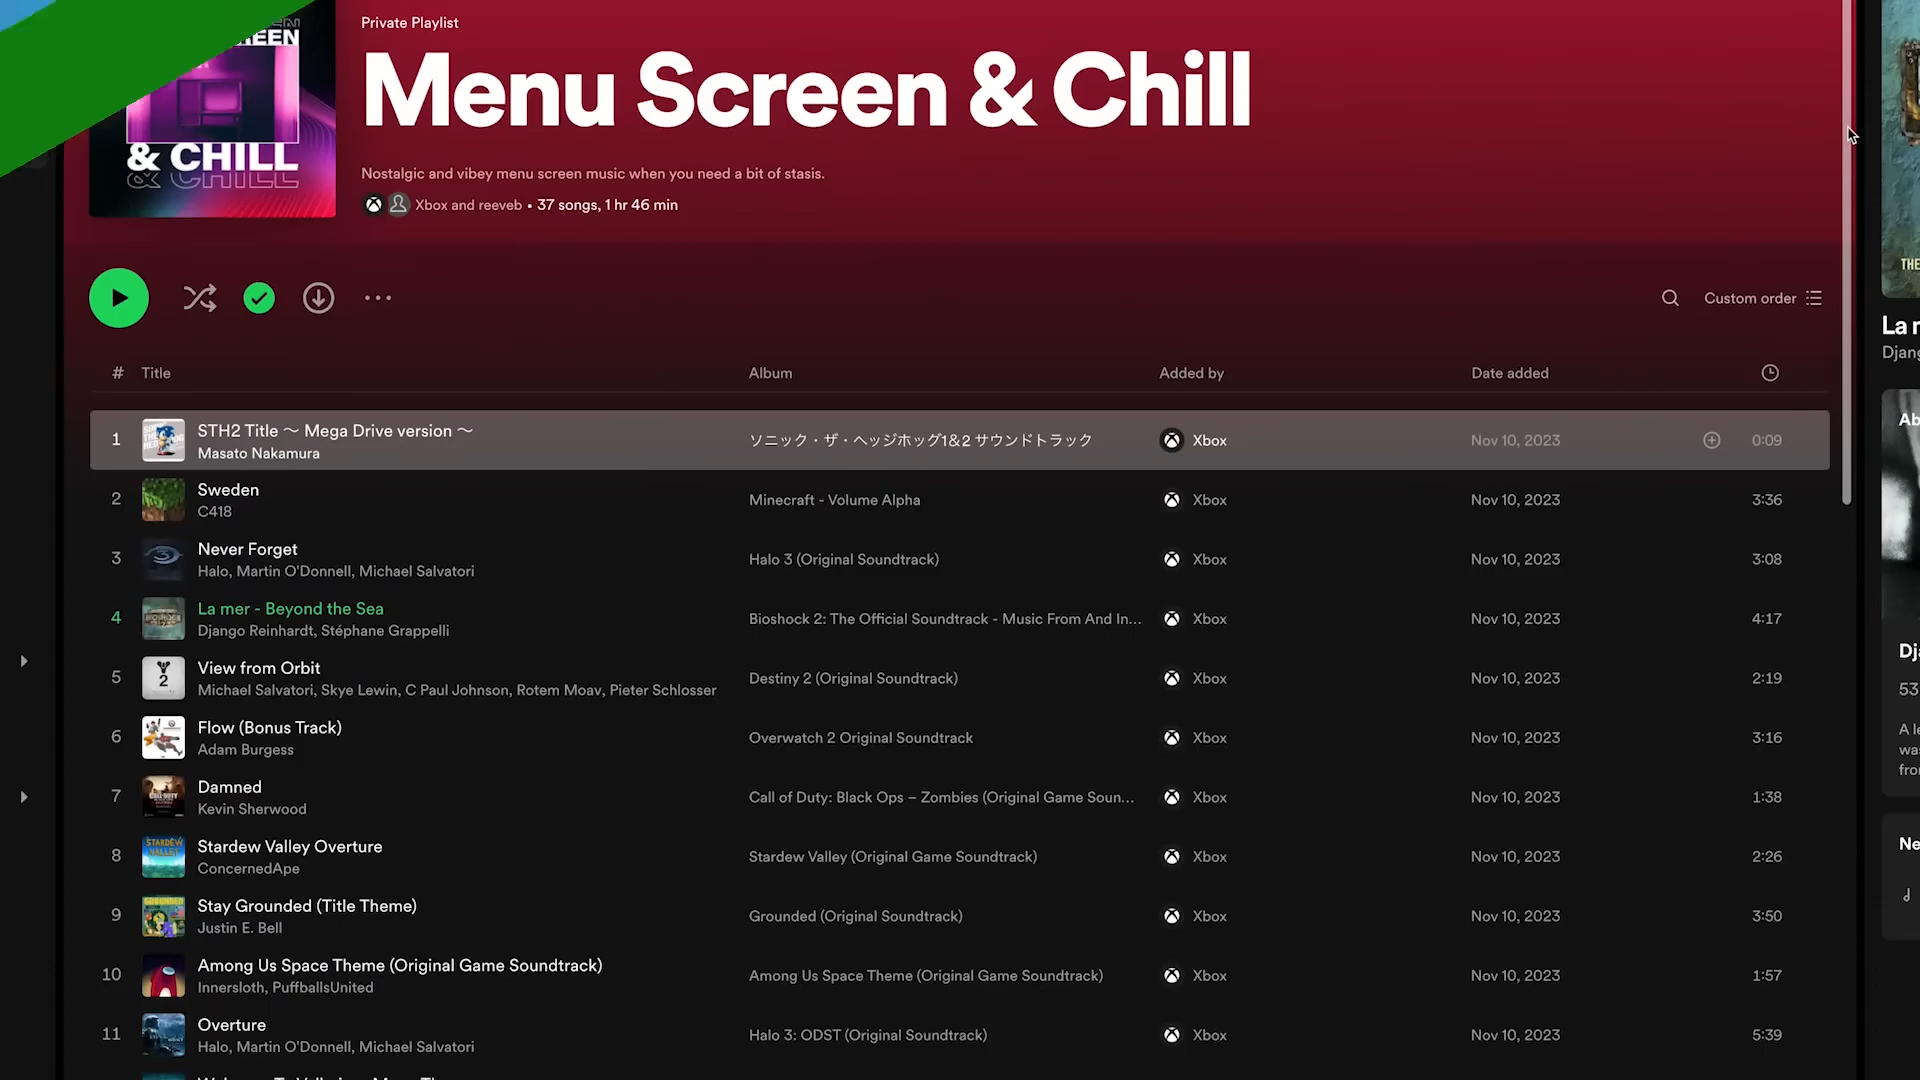 Private Playlist
Menu Screen & Chill
& CHILL
& CHILL
Nostalgic and vibey menu screen music when you need a bit of stasis.
Xbox and reeveb • 37 songs, 1 hr 46 min
Custom order
# Title Album Added by Date added
1 STH2 Title ～ Mega Drive version ～ ソニック・ザ・ヘッジホッグ1&2 サウンドトラック Xbox Nov 10, 2023 0:09
Masato Nakamura
2 Sweden Minecraft - Volume Alpha Xbox Nov 10, 2023 3:36
C418
3 Never Forget Halo 3 (Original Soundtrack) Xbox Nov 10, 2023 3:08
Halo, Martin O'Donnell, Michael Salvatori
4 La mer - Beyond the Sea Bioshock 2: The Official Soundtrack - Music From And In... Xbox Nov 10, 2023 4:17
Django Reinhardt, Stéphane Grappelli
5 View from Orbit Destiny 2 (Original Soundtrack) Xbox Nov 10, 2023 2:19
Michael Salvatori, Skye Lewin, C Paul Johnson, Rotem Moav, Pieter Schlosser
6 Flow (Bonus Track) Overwatch 2 Original Soundtrack Xbox Nov 10, 2023 3:16
Adam Burgess
7 Damned Call of Duty: Black Ops – Zombies (Original Game Soun... Xbox Nov 10, 2023 1:38
Kevin Sherwood
8 Stardew Valley Overture Stardew Valley (Original Game Soundtrack) Xbox Nov 10, 2023 2:26
ConcernedApe
9 Stay Grounded (Title Theme) Grounded (Original Soundtrack) Xbox Nov 10, 2023 3:50
Justin E. Bell
10 Among Us Space Theme (Original Game Soundtrack) Among Us Space Theme (Original Game Soundtrack) Xbox Nov 10, 2023 1:57
Innersloth, PuffballsUnited
11 Overture Halo 3: ODST (Original Soundtrack) Xbox Nov 10, 2023 5:39
Halo, Martin O'Donnell, Michael Salvatori
THE
La
53